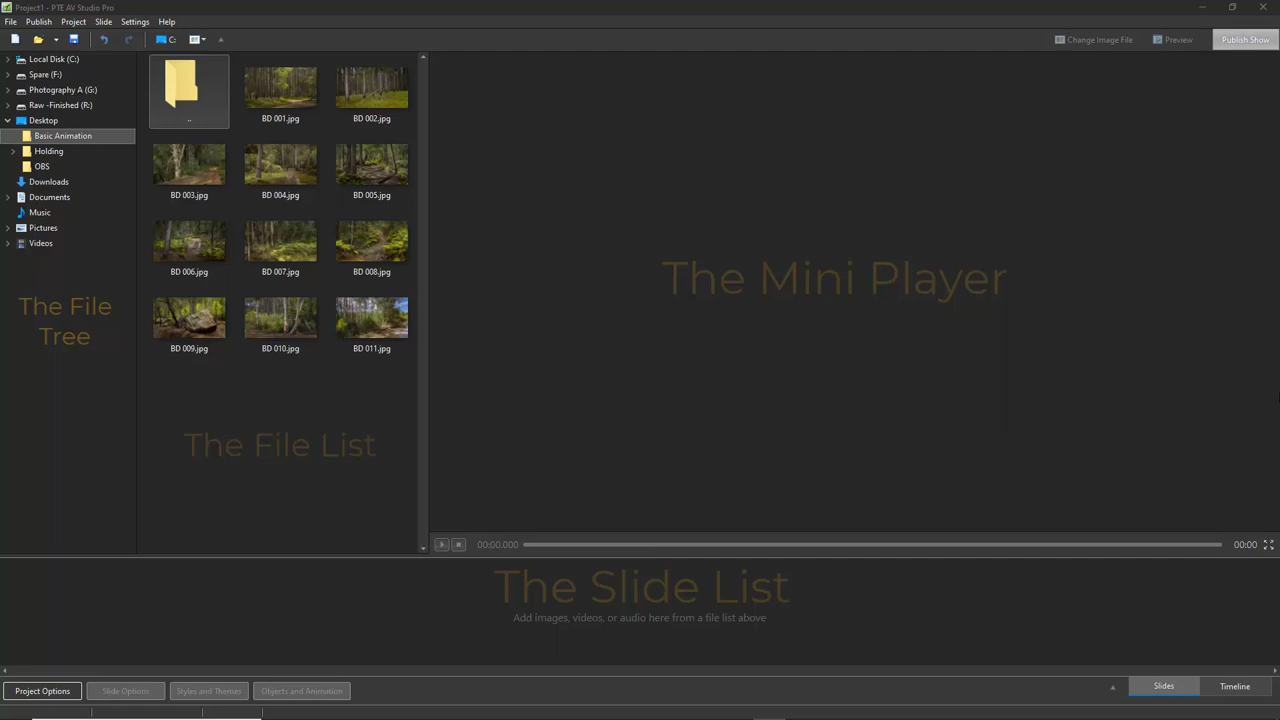 Project1 - PTE AV Studio Pro
File Publish Project Slide Settings Help
C:
Change Image File Preview Publish Show
Local Disk (C:)
Spare (F:)
Photography A (G:)
Raw -Finished (R:)
Desktop
Basic Animation
Holding
OBS
Downloads
Documents
Music
Pictures
Videos
The File
Tree
..
BD 001.jpg
BD 002.jpg
BD 003.jpg
BD 004.jpg
BD 005.jpg
BD 006.jpg
BD 007.jpg
BD 008.jpg
BD 009.jpg
BD 010.jpg
BD 011.jpg
The File List
The Mini Player
00:00.000
00:00
The Slide List
Add images, videos, or audio here from a file list above
Project Options Slide Options Styles and Themes Objects and Animation
Slides Timeline